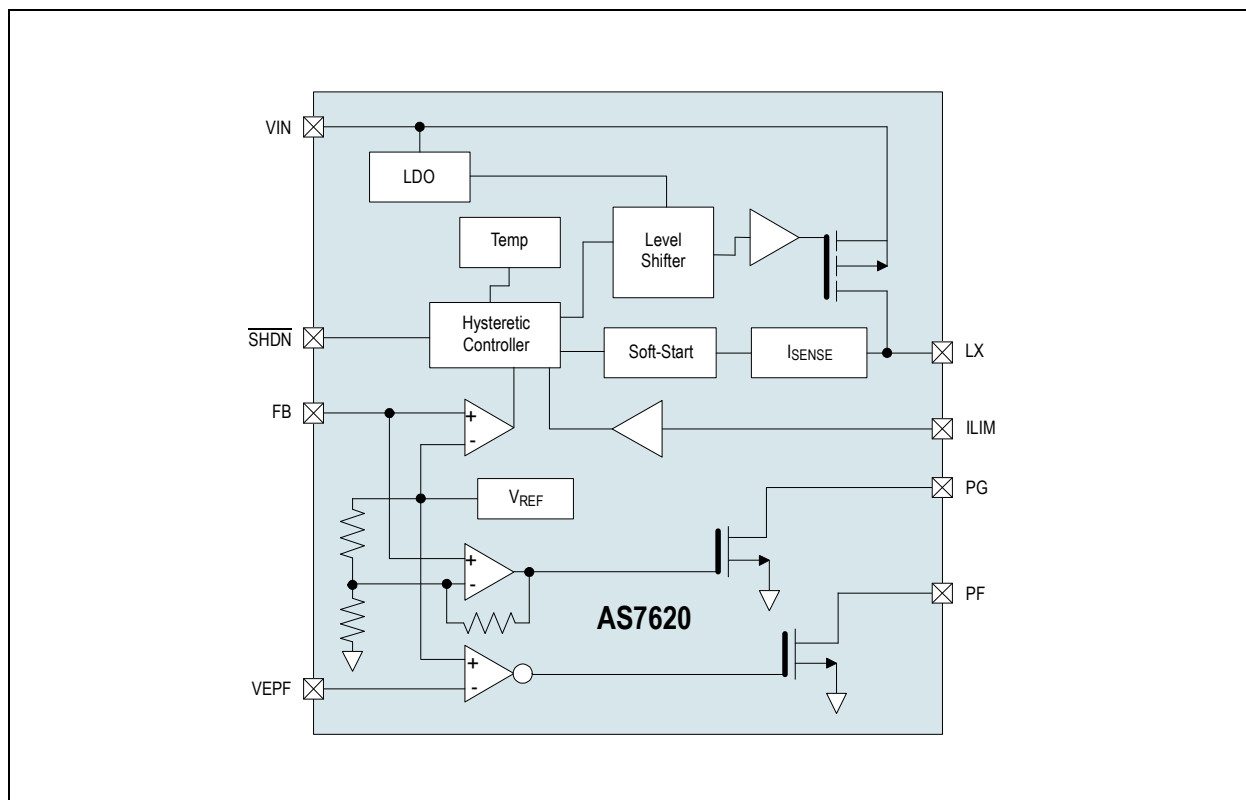 VIN
LDO
Temp
Level
Shifter
SHDN
Hysteretic
Controller
Soft-Start
ISENSE
LX
FB
+
-
ILIM
VREF
PG
+
-
AS7620
PF
+
-
VEPF